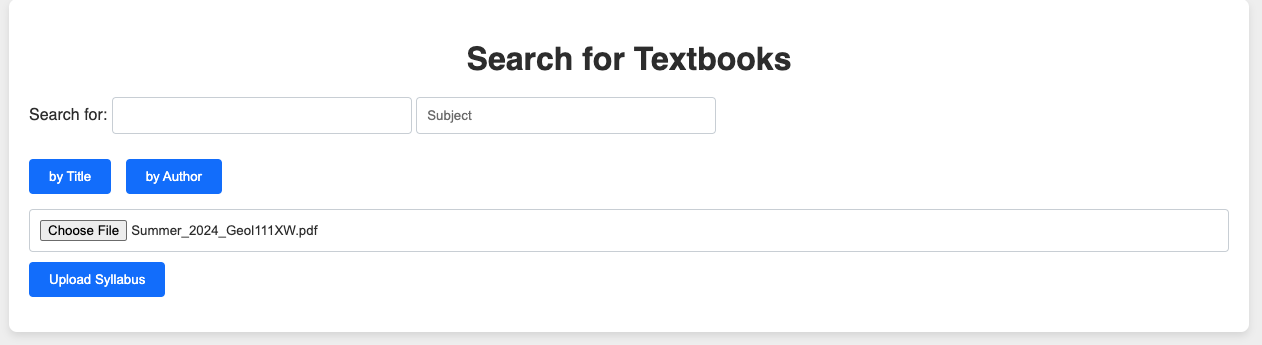 Search for Textbooks
Search for: Subject
by Title by Author
Choose File Summer_2024_Geol111XW.pdf
Upload Syllabus